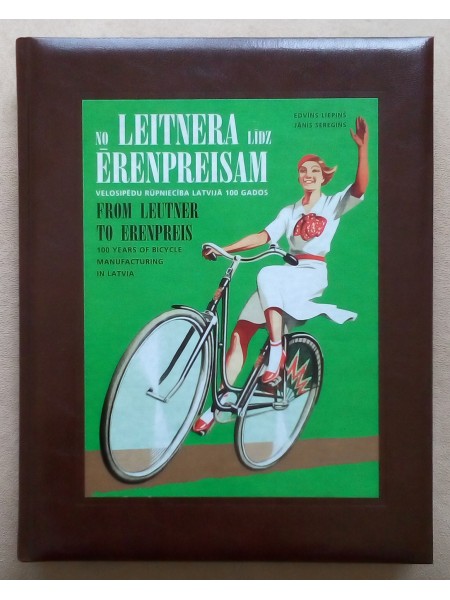 NO LEITNERA LĪDZ
ĒRENPREISAM
VELOSIPĒDU RŪPNIECĪBA LATVIJĀ 100 GADOS
FROM LEUTNER
TO ERENPREIS
100 YEARS OF BICYCLE
MANUFACTURING
IN LATVIA
EDVĪNS LIEPIŅŠ
JĀNIS SEREGINS